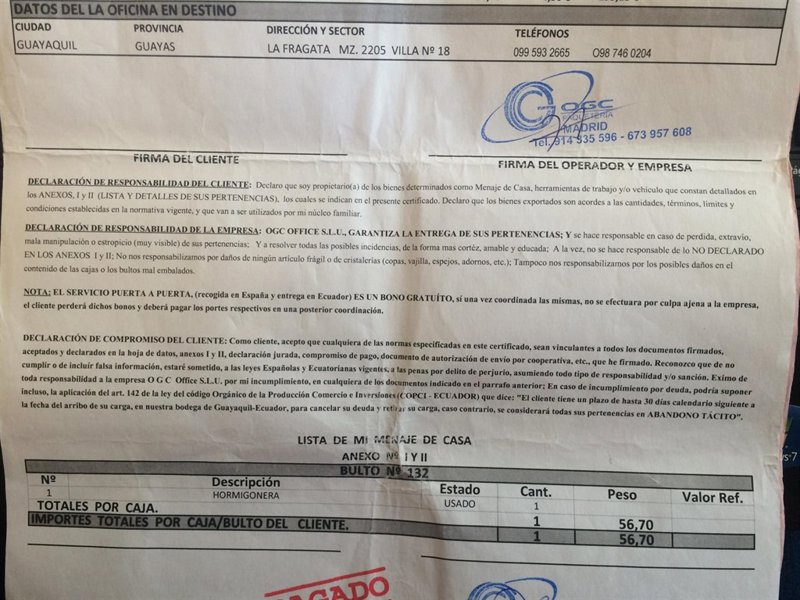 DATOS DE LA OFICINA EN DESTINO
CIUDAD PROVINCIA DIRECCIÓN Y SECTOR TELÉFONOS
GUAYAQUIL GUAYAS LA FRAGATA MZ. 2205 VILLA Nº 18 099 593 2665 O98 746 0204
OGC
PAQUETERIA
MADRID
Tel. 914 335 596 - 673 957 608
FIRMA DEL CLIENTE FIRMA DEL OPERADOR Y EMPRESA
DECLARACIÓN DE RESPONSABILIDAD DEL CLIENTE: Declaro que soy propietario(a) de los bienes determinados como Menaje de Casa, herramientas de trabajo y/o vehículo que constan detallados en
los ANEXOS, I y II (LISTA Y DETALLES DE SUS PERTENENCIAS), los cuales se indican en el presente certificado. Declaro que los bienes exportados son acordes a las cantidades, términos, limites y
condiciones establecidas en la normativa vigente, y que van a ser utilizados por mi núcleo familiar.
DECLARACIÓN DE RESPONSABILIDAD DE LA EMPRESA: OGC OFFICE S.L.U., GARANTIZA LA ENTREGA DE SUS PERTENENCIAS; Y se hace responsable en caso de perdida, extravio,
mala manipulación o estropicio (muy visible) de sus pertenencias; Y a resolver todas las posibles incidencias, de la forma mas cortéz, amable y educada; A la vez, no se hace responsable de lo NO DECLARADO
EN LOS ANEXOS I y II; No nos responsabilizamos por daños de ningún artículo frágil o de cristalerias (copas, vajilla, espejos, adornos, etc.); Tampoco nos responsabilizamos por los posibles daños en el
contenido de las cajas o los bultos mal embalados.
NOTA; EL SERVICIO PUERTA A PUERTA, (recogida en España y entrega en Ecuador) ES UN BONO GRATUÍTO, sí una vez coordinada las mismas, no se efectuara por culpa ajena a la empresa,
el cliente perderá dichos bonos y deberá pagar los portes respectivos en una posterior coordinación.
DECLARACIÓN DE COMPROMISO DEL CLIENTE: Como cliente, acepto que cualquiera de las normas especificadas en este certificado, sean vinculantes a todos los documentos firmados,
aceptados y declarados en la hoja de datos, anexos I y II, declaración jurada, compromiso de pago, documento de autorización de envio por cooperativa, etc., que he firmado. Reconozco que de no
cumplir o de incluir falsa información, estaré sometido, a las leyes Españolas y Ecuatorianas vigentes, a las penas por delito de perjurio, asumiendo todo tipo de responsabilidad y/o sanción. Eximo de
toda responsabilidad a la empresa O G C Office S.L.U. por mi incumplimiento, en cualquiera de los documentos indicado en el parrafo anterior; En caso de incumplimiento por deuda, podría suponer
incluso, la aplicación del art. 142 de la ley del código Orgánico de la Producción Comercio e Inversiones (COPCI - ECUADOR) que dice: "El cliente tiene un plazo de hasta 30 días calendario siguiente a
la fecha del arribo de su carga, en nuestra bodega de Guayaquil-Ecuador, para cancelar su deuda y retirar su carga, caso contrario, se considerará todas sus pertenencias en ABANDONO TÁCITO".
LISTA DE MI MENAJE DE CASA
ANEXO Nº I Y II
BULTO Nº 132
Nº Descripción Estado Cant. Peso Valor Ref.
1 HORMIGONERA USADO 1
TOTALES POR CAJA. 1 56,70
IMPORTES TOTALES POR CAJA/BULTO DEL CLIENTE. 1 56,70
PAGADO